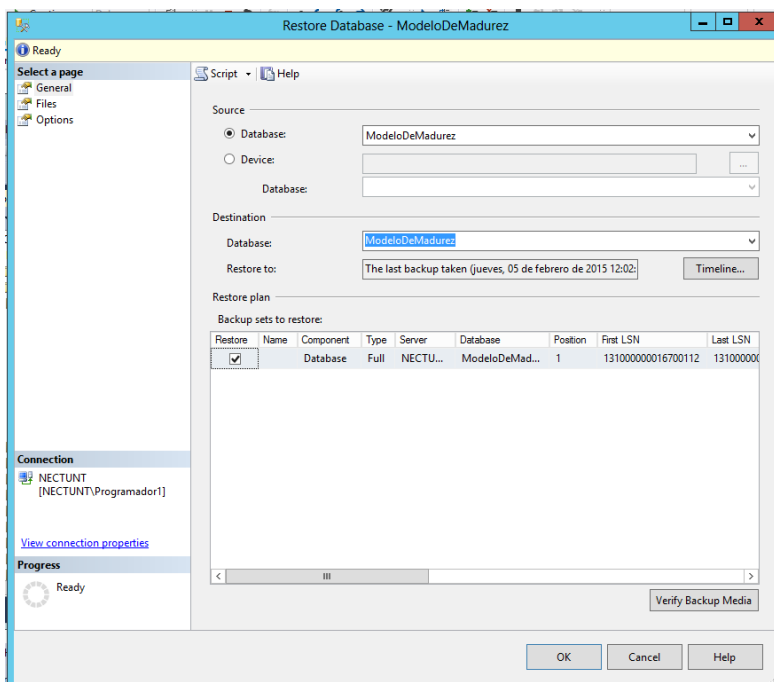 Restore Database - ModeloDeMadurez
Ready
Select a page
General
Files
Options
Script
Help
Source
Database:
ModeloDeMadurez
Device:
...
Database:
Destination
Database:
ModeloDeMadurez
Restore to:
The last backup taken (jueves, 05 de febrero de 2015 12:02:
Timeline...
Restore plan
Backup sets to restore:
Restore Name Component Type Server Database Position First LSN Last LSN
Database Full NECTU... ModeloDeMad... 1 131000000016700112 131000000
Connection
NECTUNT
[NECTUNT\Programador1]
View connection properties
Progress
Ready
Verify Backup Media
OK Cancel Help